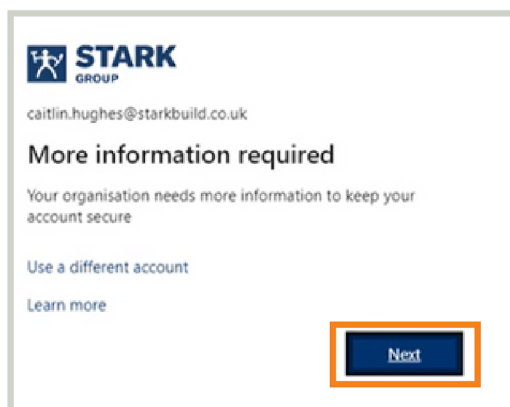 STARK
GROUP
caitlin.hughes@starkbuild.co.uk
More information required
Your organisation needs more information to keep your
account secure
Use a different account
Learn more
Next